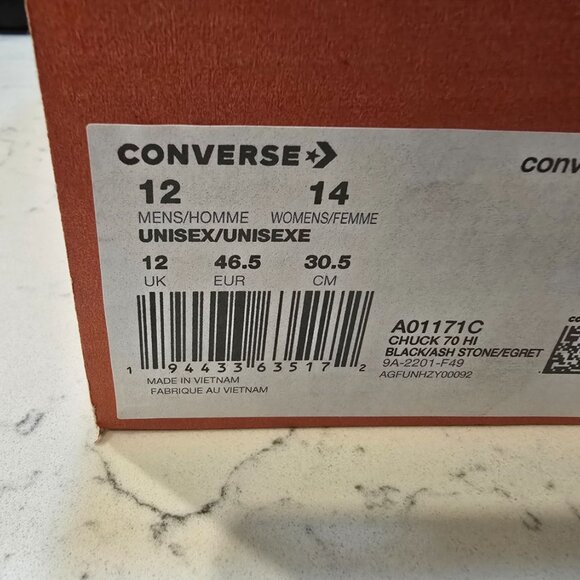 CONVERSE
conv
12 14
MENS/HOMME WOMENS/FEMME
UNISEX/UNISEXE
12 46.5 30.5
UK EUR CM
1 94433 63517 2
MADE IN VIETNAM
FABRIQUE AU VIETNAM
A01171C
CHUCK 70 HI
BLACK/ASH STONE/EGRET
9A-2201-F49
AGFUNHZY00092